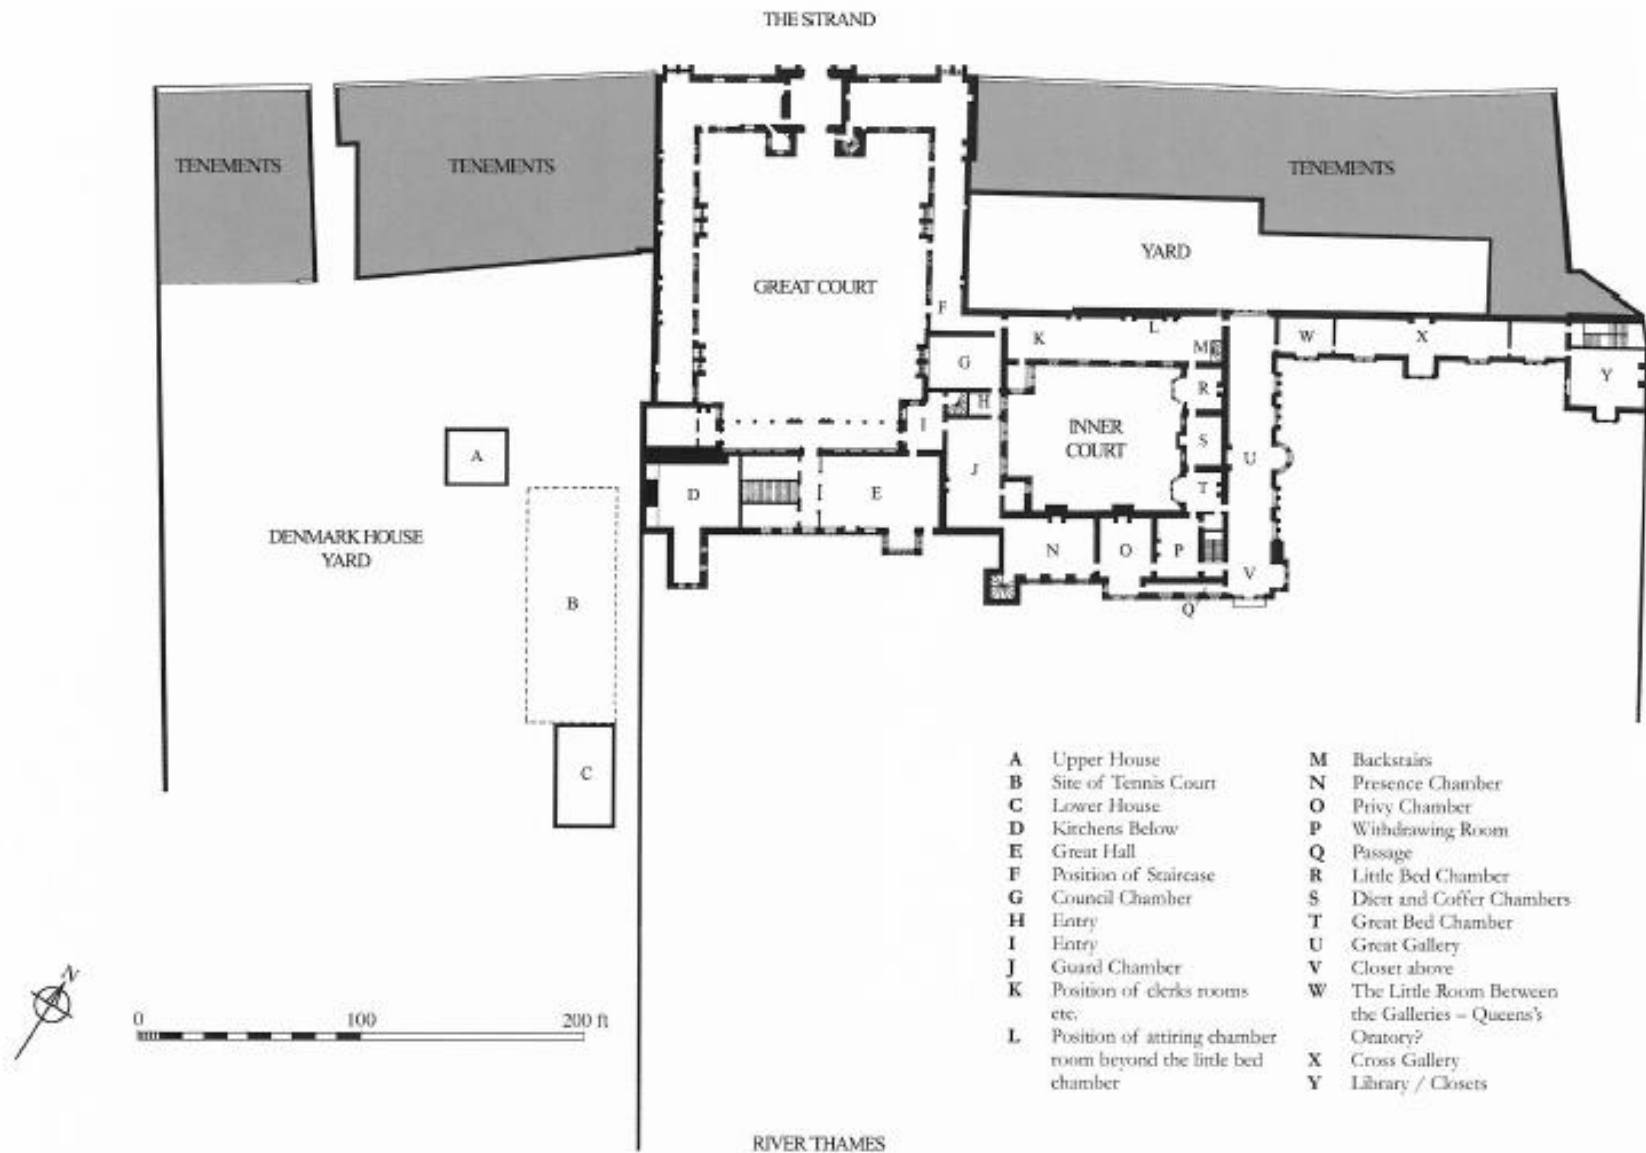 THE STRAND
TENEMENTS
TENEMENTS
TENEMENTS
YARD
GREAT COURT
F
K
L
M
W
X
Y
G
H
I
R
INNER
COURT
S
U
A
J
T
D
E
DENMARK HOUSE
YARD
N
O
P
V
B
Q
C
A Upper House
B Site of Tennis Court
C Lower House
D Kitchens Below
E Great Hall
F Position of Staircase
G Council Chamber
H Entry
I Entry
J Guard Chamber
K Position of clerks rooms
etc.
L Position of attiring chamber
room beyond the little bed
chamber
M Backstairs
N Presence Chamber
O Privy Chamber
P Withdrawing Room
Q Passage
R Little Bed Chamber
S Diett and Coffer Chambers
T Great Bed Chamber
U Great Gallery
V Closet above
W The Little Room Between
the Galleries – Queens's
Oratory?
X Cross Gallery
Y Library / Closets
N
0 100 200 ft
RIVER THAMES